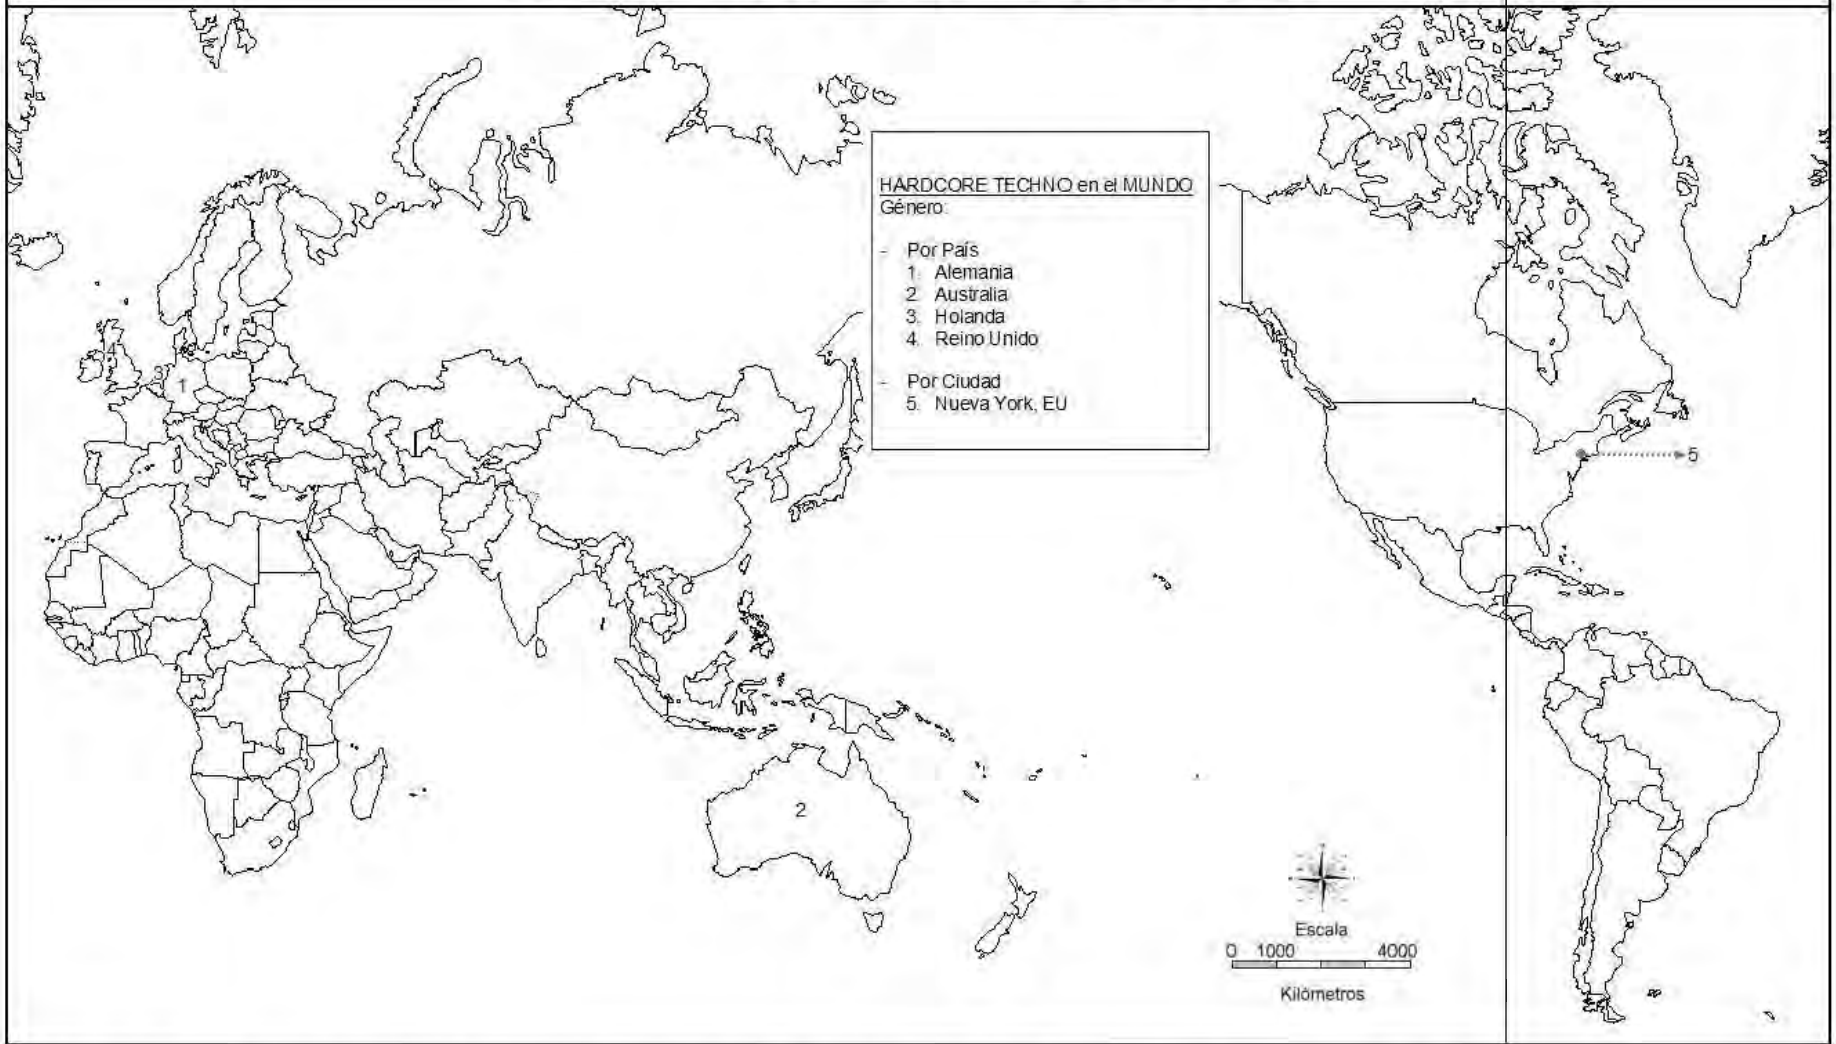 HARDCORE TECHNO en el MUNDO
Género:
- Por País
1. Alemania
2. Australia
3. Holanda
4. Reino Unido
- Por Ciudad
5. Nueva York, EU
4
3
1
5
2
Escala
0 1000 4000
Kilómetros